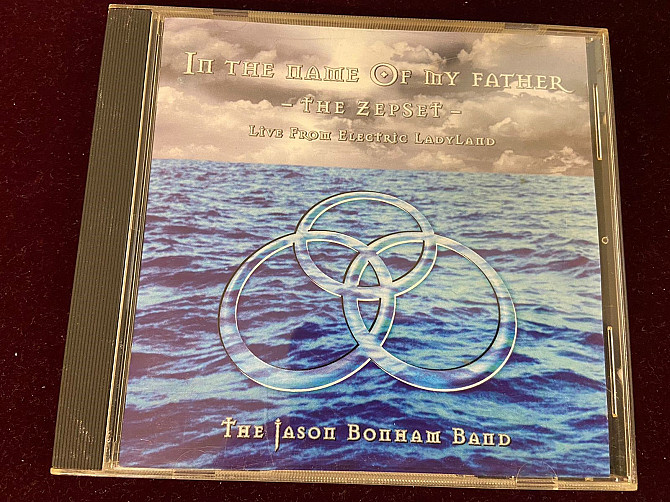 In the name Of my father
- The Zepset -
Live From Electric LadyLand
The Jason Bonham Band